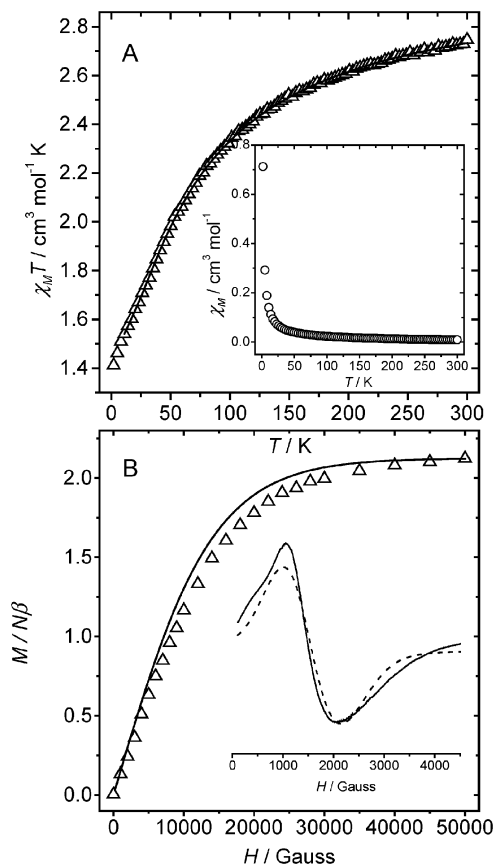 A
2.8
2.6
2.4
2.2
2.0
1.8
1.6
1.4
χ_M T / cm³ mol⁻¹ K
0.8
0.6
0.4
0.2
0.0
χ_M / cm³ mol⁻¹
0 50 100 150 200 250 300
T / K
0 50 100 150 200 250 300
T / K
B
2.0
1.5
1.0
0.5
0.0
M / Nβ
0 1000 2000 3000 4000
H / Gauss
0 10000 20000 30000 40000 50000
H / Gauss